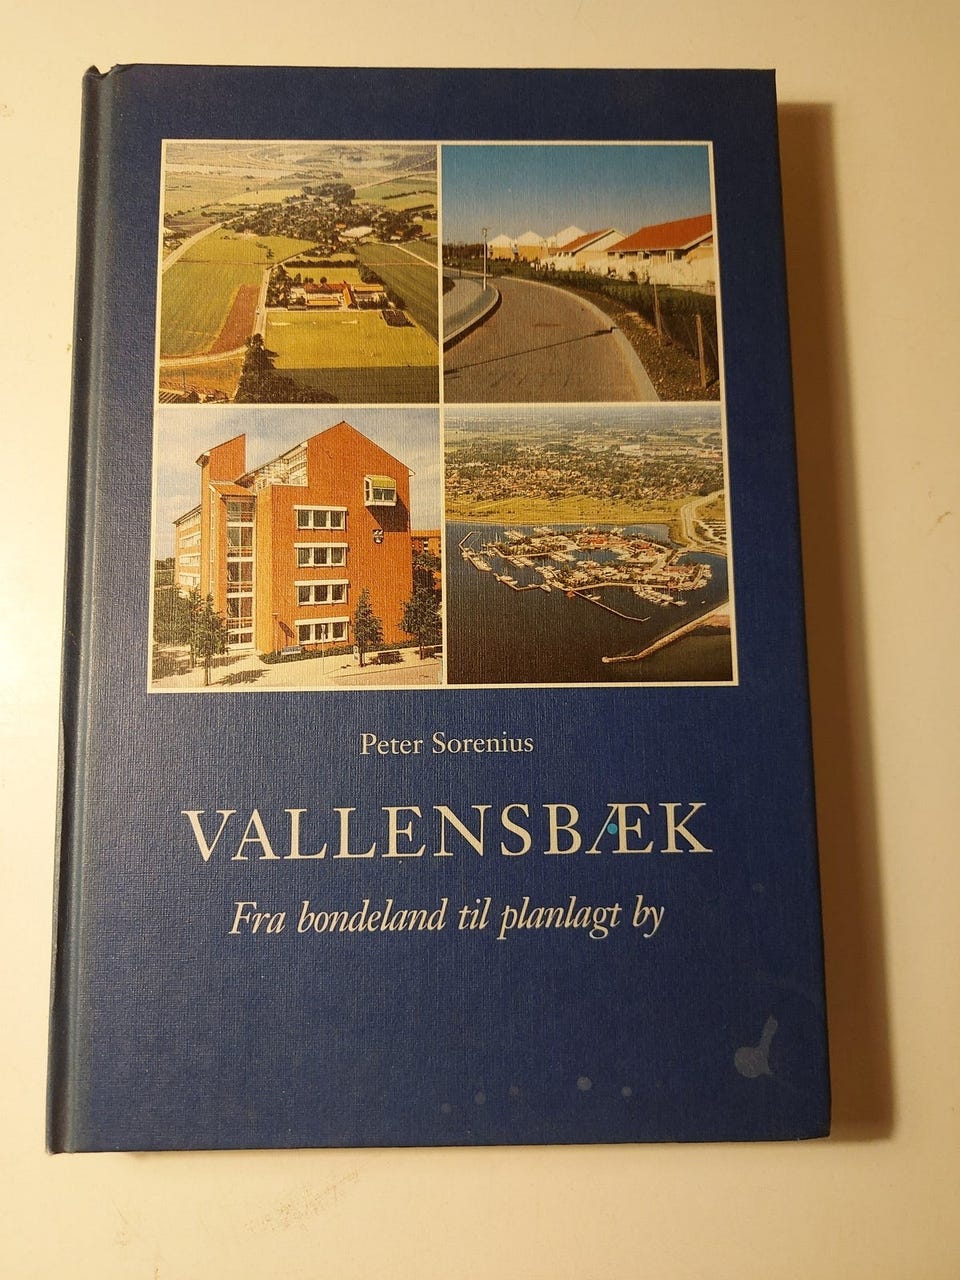 Peter Sorenius
VALLENSBÆK
Fra bondeland til planlagt by